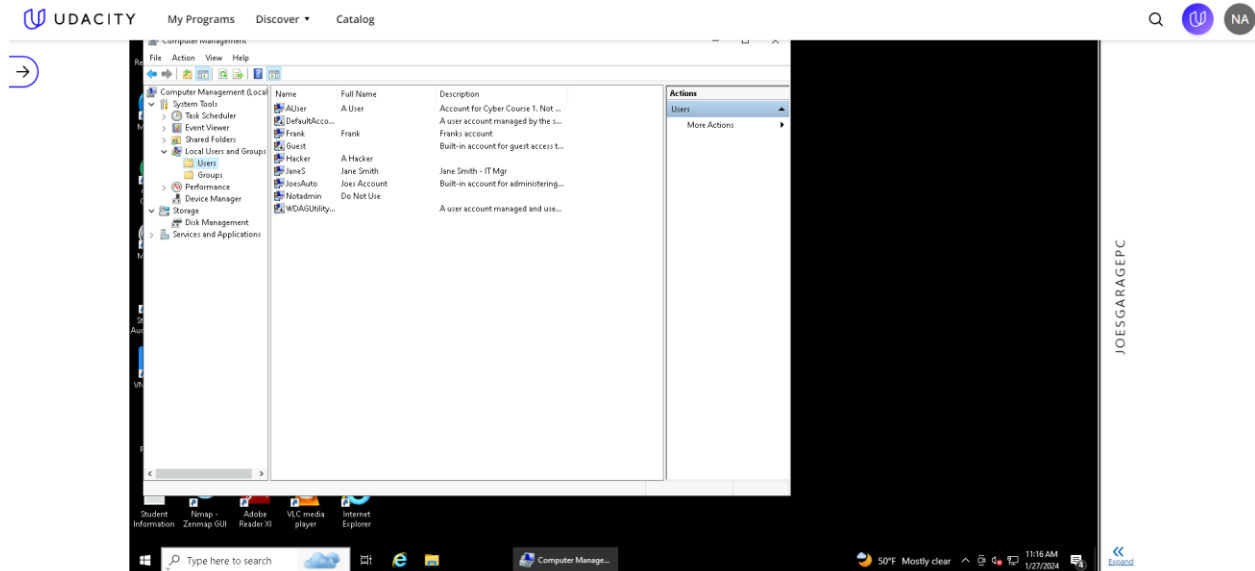 UDACITY My Programs Discover Catalog NA
Computer Management
File Action View Help
Computer Management (Local
System Tools
Task Scheduler
Event Viewer
Shared Folders
Local Users and Groups
Users
Groups
Performance
Device Manager
Storage
Disk Management
Services and Applications
Name Full Name Description
AUser A User Account for Cyber Course 1. Not ...
DefaultAcco... A user account managed by the s...
Frank Frank Franks account
Guest Built-in account for guest access t...
Hacker A Hacker
JaneS Jane Smith Jane Smith - IT Mgr
JoesAuto Joes Account Built-in account for administering...
Notadmin Do Not Use
WDAGUtility... A user account managed and use...
Actions
Users
More Actions
JOESGARAGEPC
Student Information
Nmap - Zenmap GUI
Adobe Reader XI
VLC media player
Internet Explorer
Type here to search
Computer Manage...
50°F Mostly clear
11:16 AM
1/27/2024
4
Expand